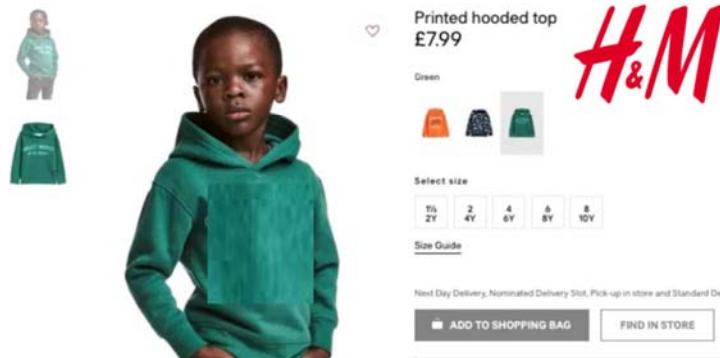 Printed hooded top
£7.99
H&M
Green
Select size
1½ 2Y
2 4Y
4 6Y
6 8Y
8 10Y
Size Guide
Next Day Delivery, Nominated Delivery Slot, Pick-up in store and Standard De
ADD TO SHOPPING BAG
FIND IN STORE